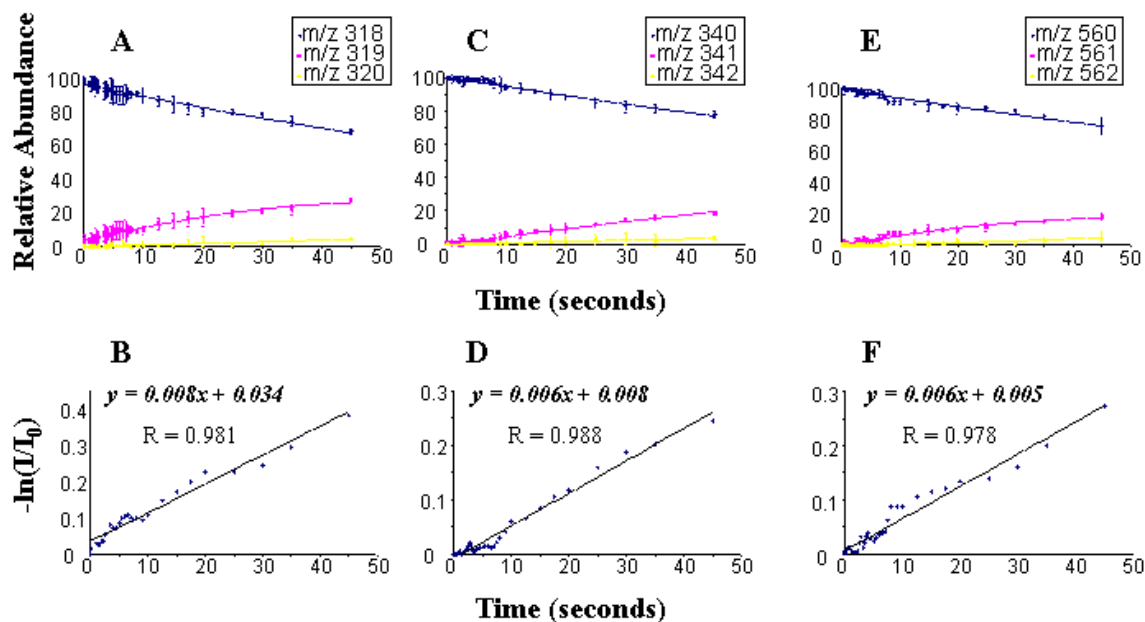 A
m/z 318
m/z 319
m/z 320
C
m/z 340
m/z 341
m/z 342
E
m/z 560
m/z 561
m/z 562
Relative Abundance
100
80
60
40
20
0
0 10 20 30 40 50
100
80
60
40
20
0
0 10 20 30 40 50
100
80
60
40
20
0
0 10 20 30 40 50
Time (seconds)
B
y = 0.008x + 0.034
R = 0.981
D
y = 0.006x + 0.008
R = 0.988
F
y = 0.006x + 0.005
R = 0.978
-ln(I/I0)
0.4
0.3
0.2
0.1
0
0 10 20 30 40 50
0.3
0.2
0.1
0
0 10 20 30 40 50
0.3
0.2
0.1
0
0 10 20 30 40 50
Time (seconds)